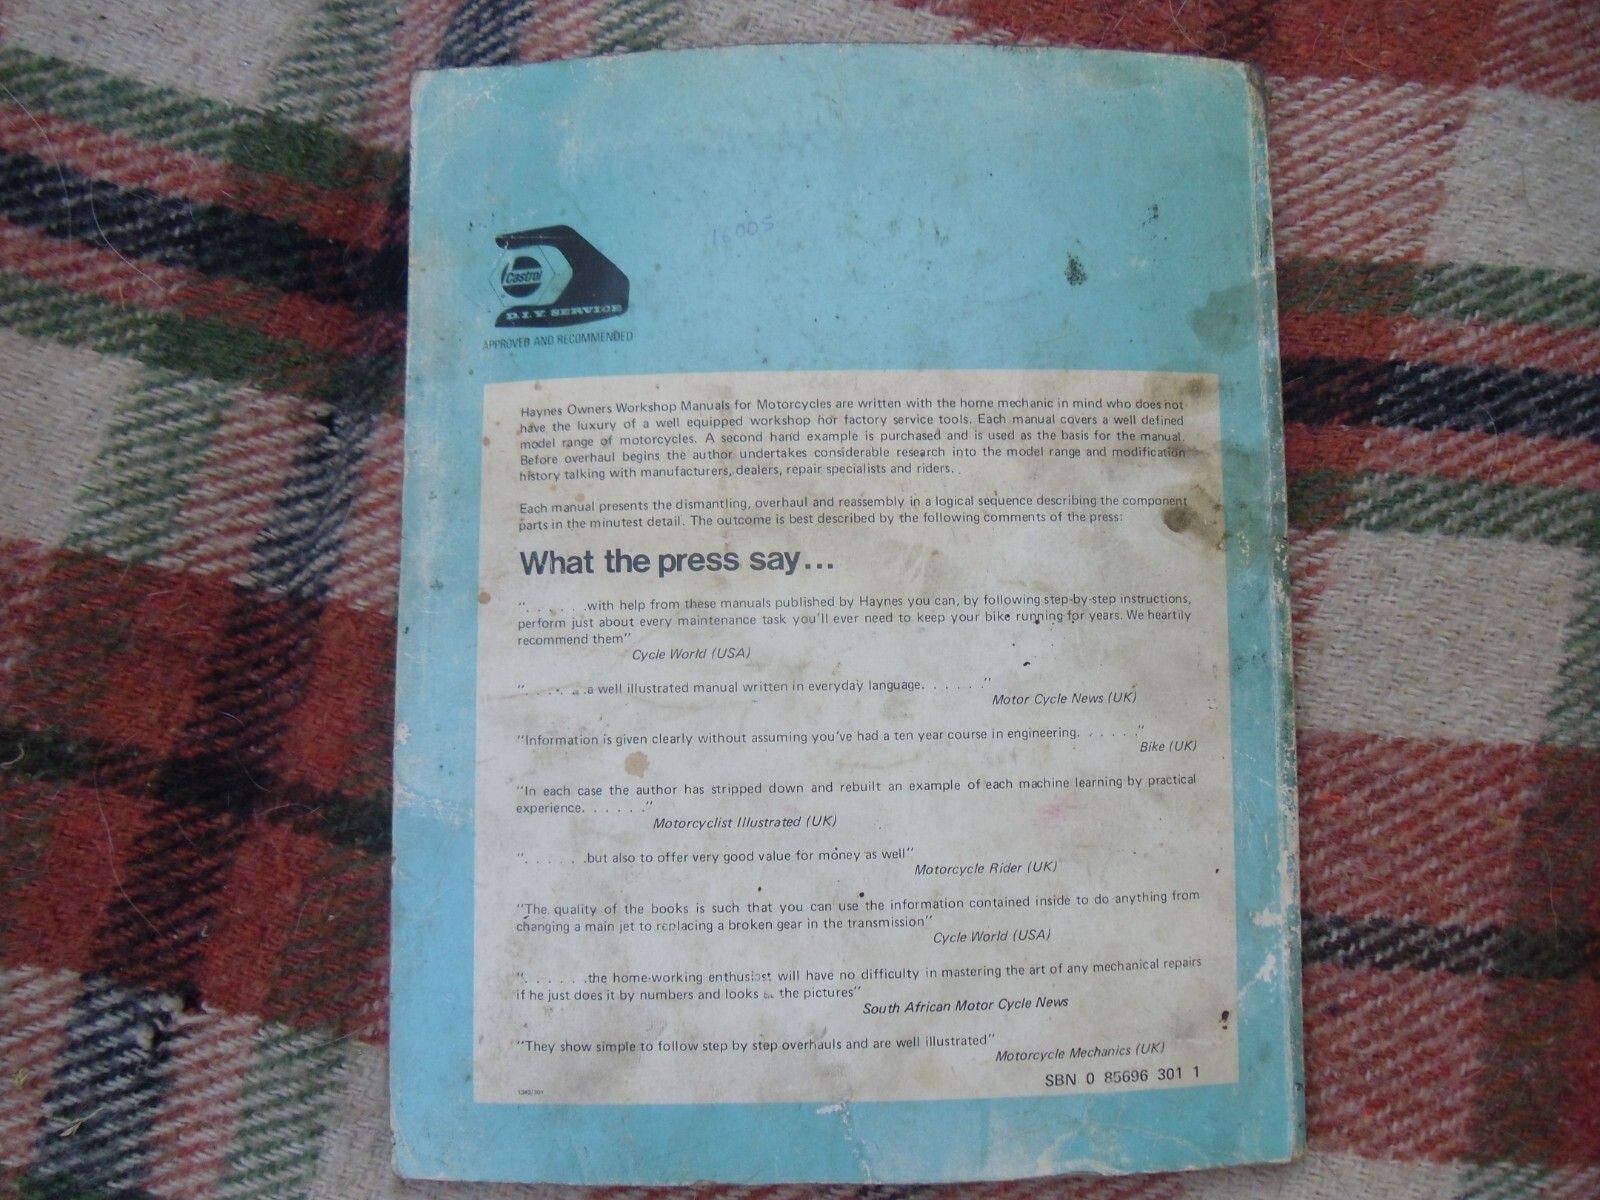 16005
Castrol
D.I.Y. SERVICE
APPROVED AND RECOMMENDED
Haynes Owners Workshop Manuals for Motorcycles are written with the home mechanic in mind who does not
have the luxury of a well equipped workshop nor factory service tools. Each manual covers a well defined
model range of motorcycles. A second hand example is purchased and is used as the basis for the manual.
Before overhaul begins the author undertakes considerable research into the model range and modification
history talking with manufacturers, dealers, repair specialists and riders.
Each manual presents the dismantling, overhaul and reassembly in a logical sequence describing the component
parts in the minutest detail. The outcome is best described by the following comments of the press:
What the press say...
". . . . . .with help from these manuals published by Haynes you can, by following step-by-step instructions,
perform just about every maintenance task you'll ever need to keep your bike running for years. We heartily
recommend them"
Cycle World (USA)
". . . . . .a well illustrated manual written in everyday language. . . . . ."
Motor Cycle News (UK)
"Information is given clearly without assuming you've had a ten year course in engineering. . . . . ."
Bike (UK)
"In each case the author has stripped down and rebuilt an example of each machine learning by practical
experience. . . . . ."
Motorcyclist Illustrated (UK)
". . . . . .but also to offer very good value for money as well"
Motorcycle Rider (UK)
"The quality of the books is such that you can use the information contained inside to do anything from
changing a main jet to replacing a broken gear in the transmission"
Cycle World (USA)
". . . . . .the home-working enthusiast will have no difficulty in mastering the art of any mechanical repairs
if he just does it by numbers and looks at the pictures"
South African Motor Cycle News
"They show simple to follow step by step overhauls and are well illustrated"
Motorcycle Mechanics (UK)
SBN 0 85696 301 1